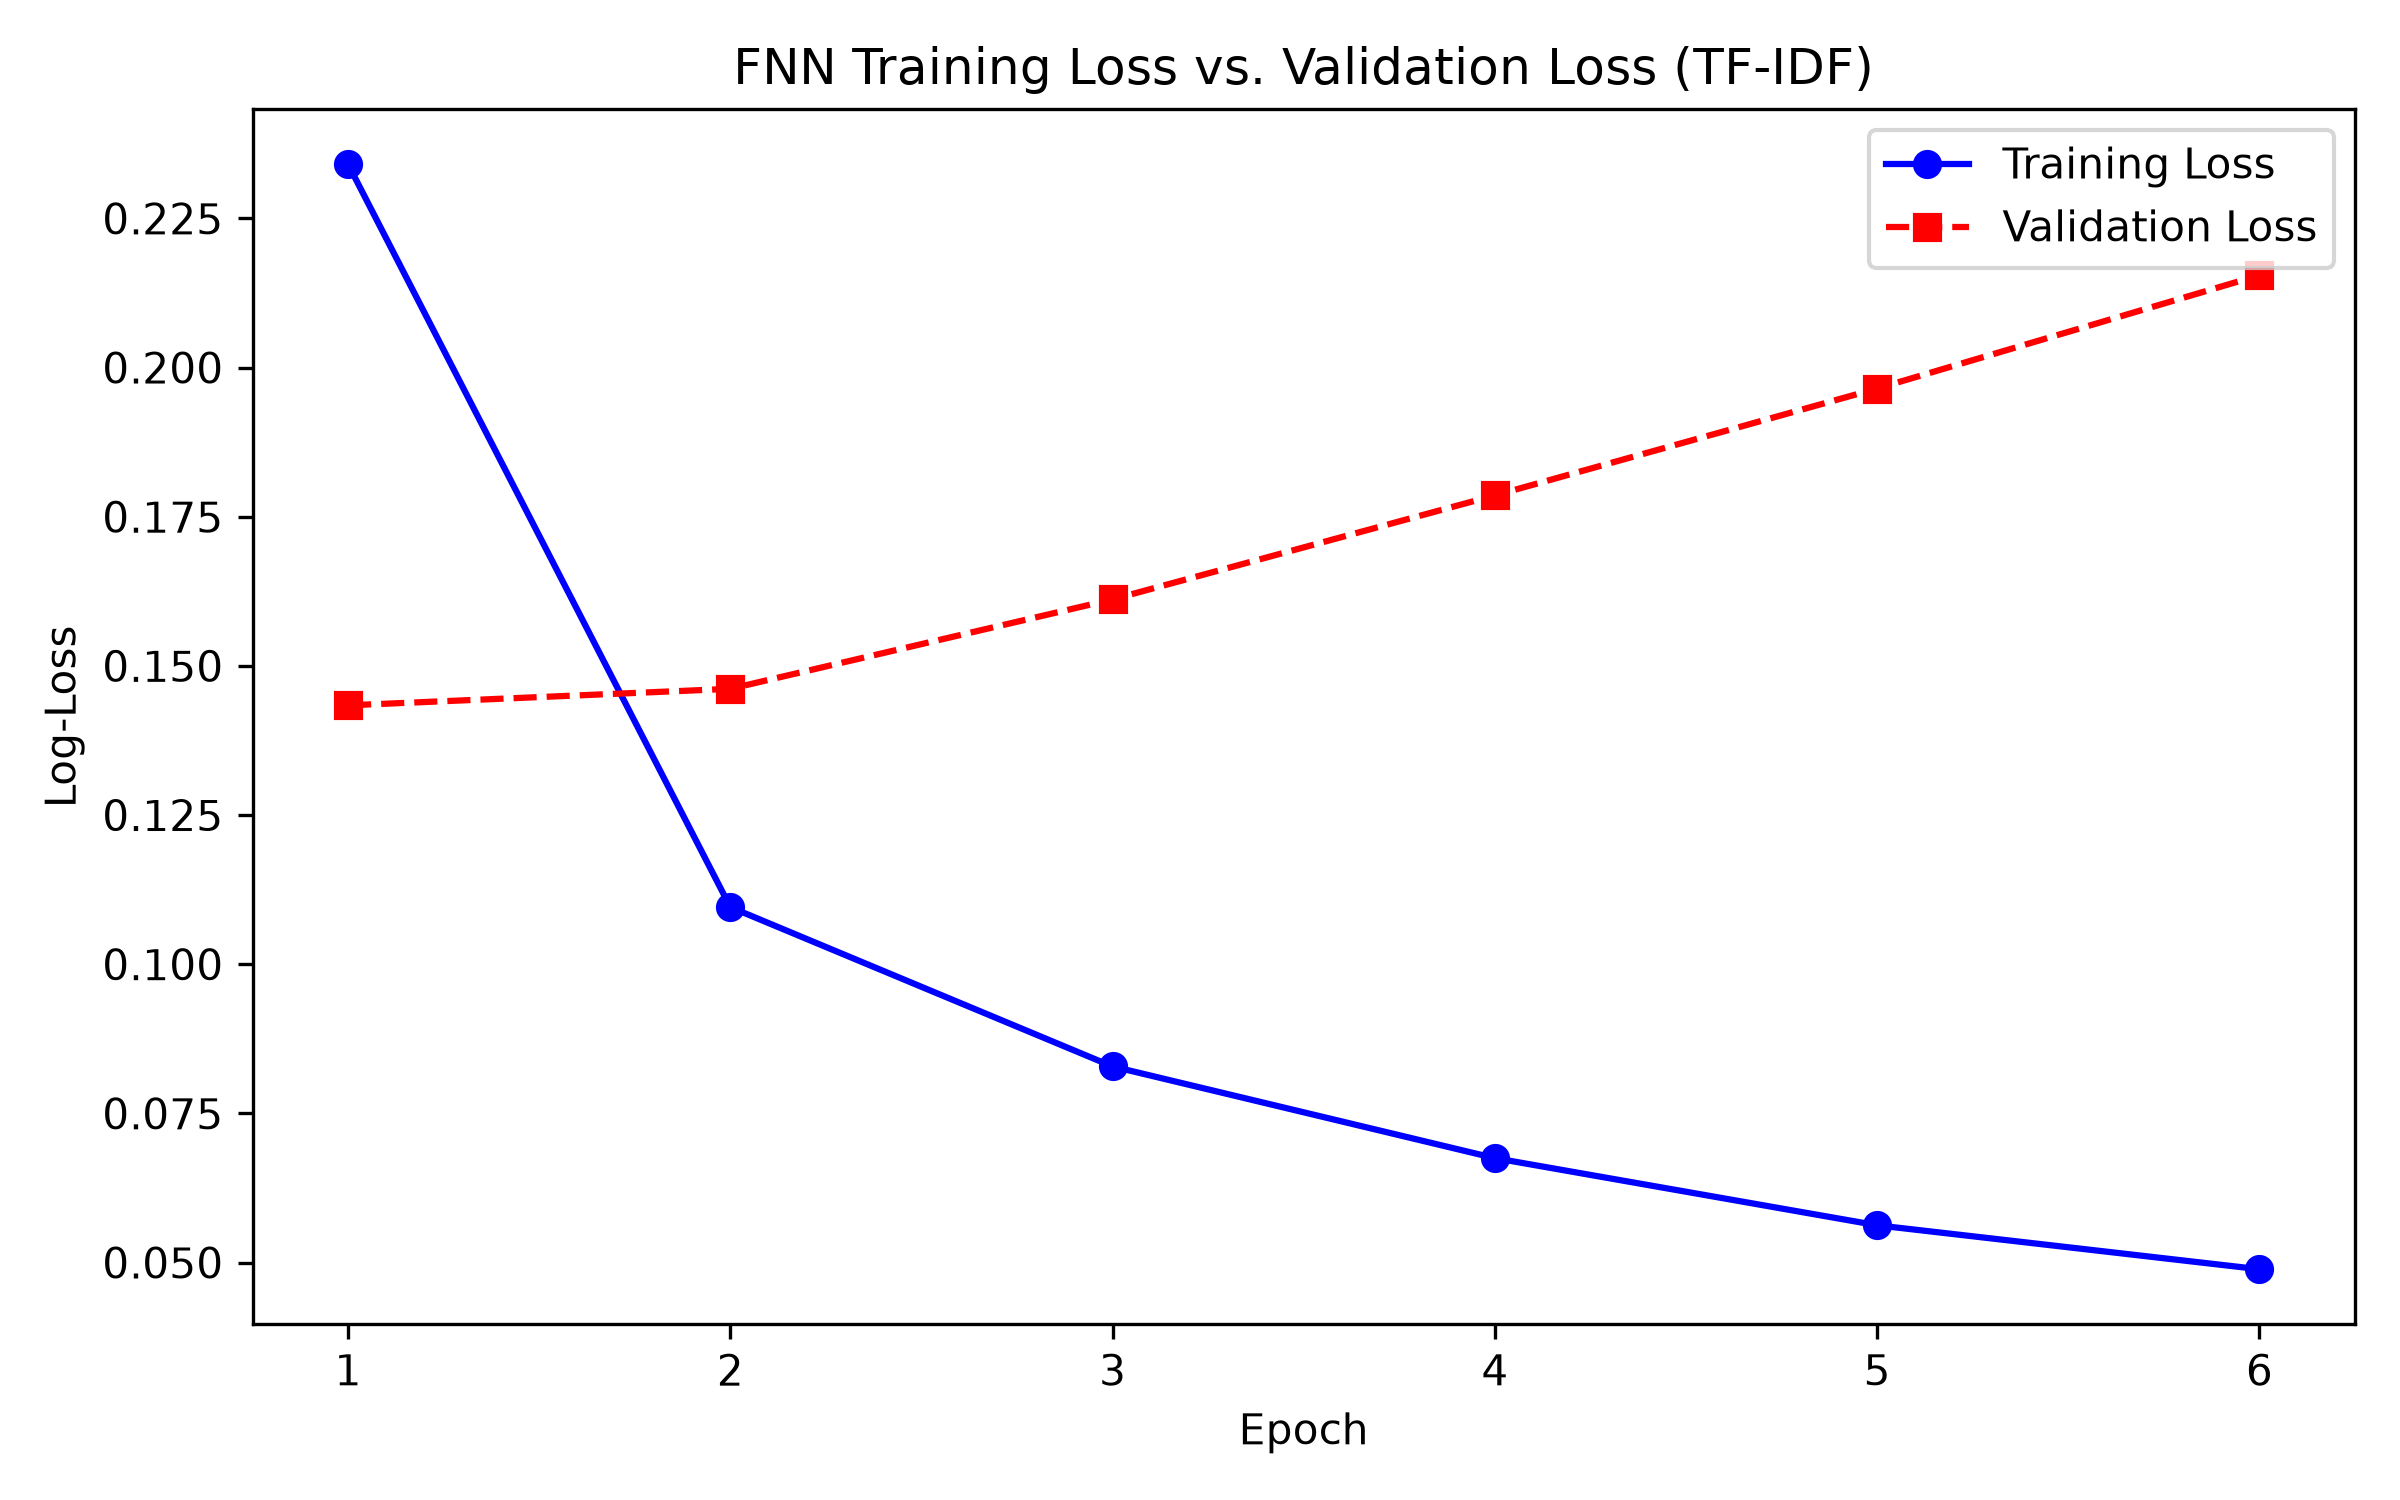 FNN Training Loss vs. Validation Loss (TF-IDF)
Training Loss
Validation Loss
0.225
0.200
0.175
0.150
0.125
0.100
0.075
0.050
Log-Loss
1 2 3 4 5 6
Epoch